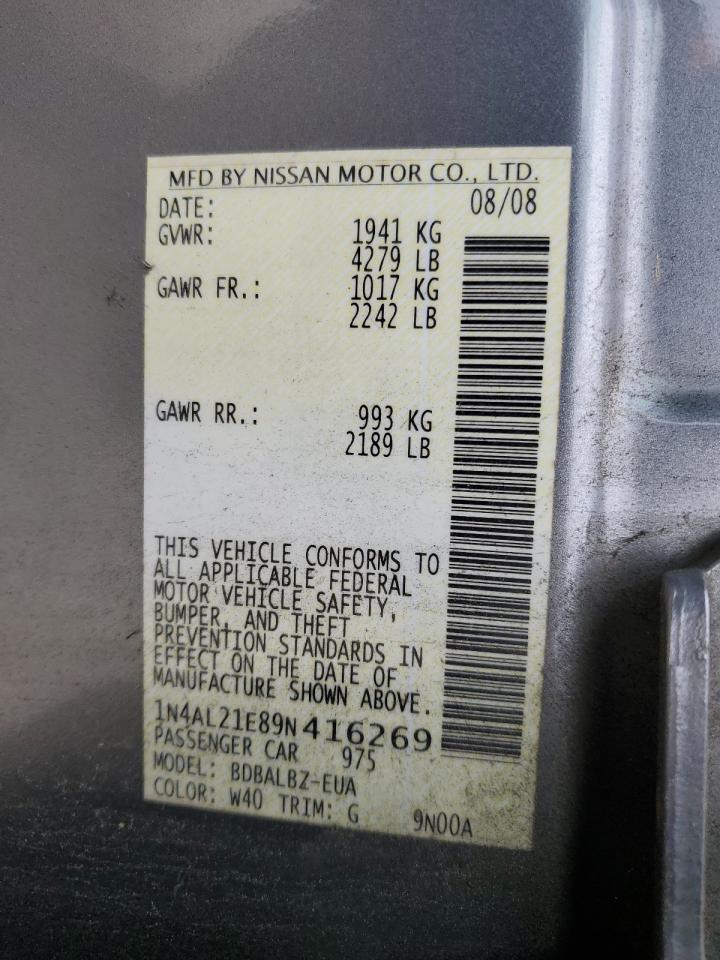 MFD BY NISSAN MOTOR CO., LTD.
DATE: 08/08
GVWR: 1941 KG
4279 LB
GAWR FR.: 1017 KG
2242 LB
GAWR RR.: 993 KG
2189 LB
THIS VEHICLE CONFORMS TO
ALL APPLICABLE FEDERAL
MOTOR VEHICLE SAFETY,
BUMPER, AND THEFT
PREVENTION STANDARDS IN
EFFECT ON THE DATE OF
MANUFACTURE SHOWN ABOVE.
1N4AL21E89N416269
PASSENGER CAR 975
MODEL: BDBALBZ-EUA
COLOR: W40 TRIM: G 9N00A